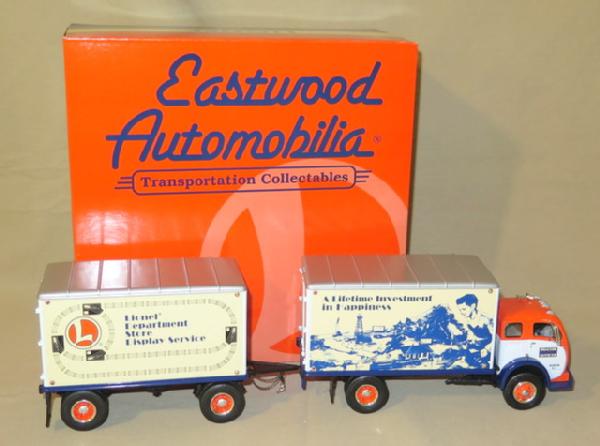 Eastwood
Automobilia®
Transportation Collectables
L
Lionel
Department
Store
Display Service
A Lifetime Investment
in Happiness